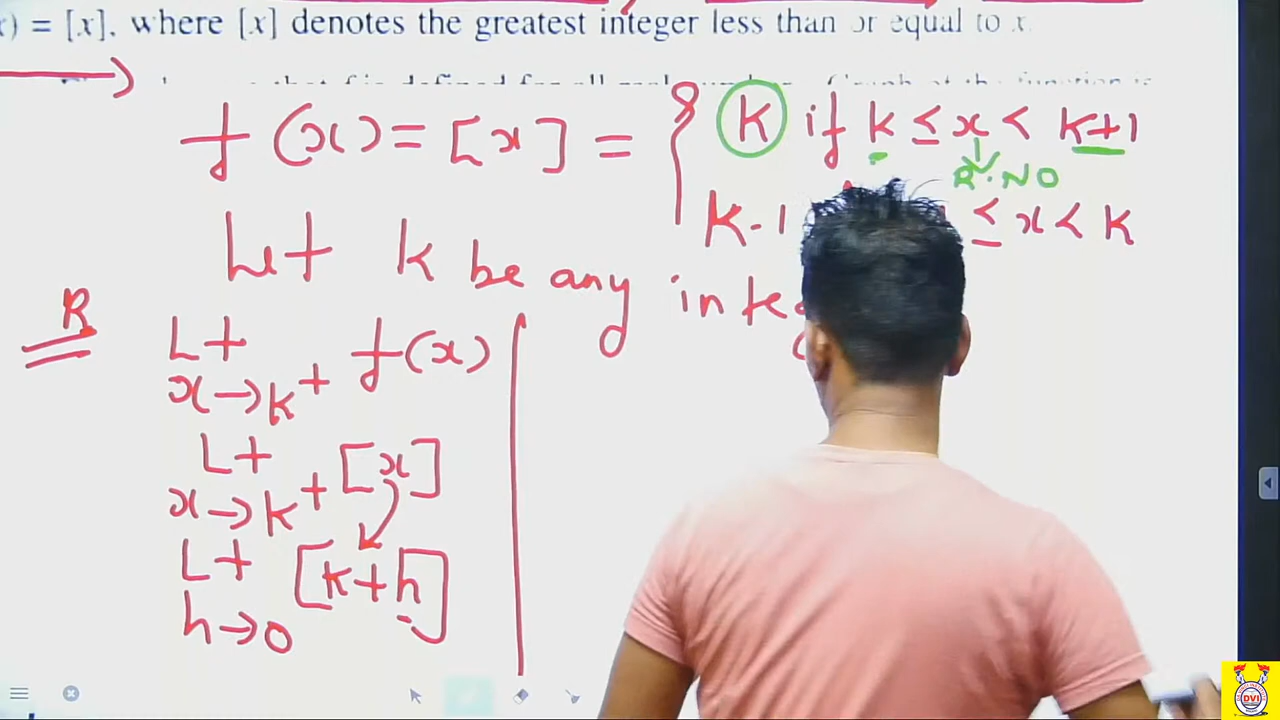 ) = [x], where [x] denotes the greatest integer less than or equal to x.
f(x) = [x] = { K if k ≤ x < k+1
R.NO
K-1 ≤ x < K
Let k be any
R
Lt f(x)
x→k+
Lt [x]
x→k+
Lt [k+h]
h→0
DVI